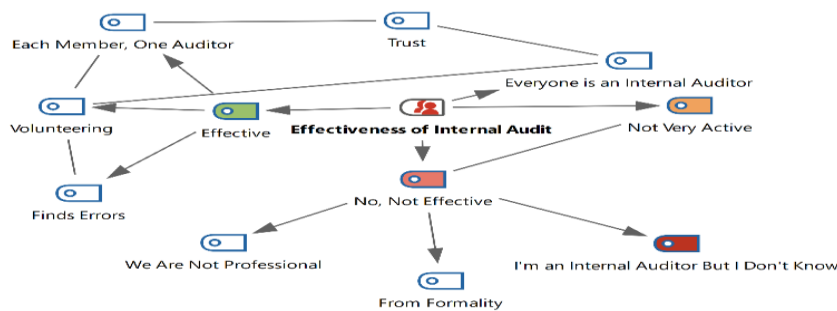 Each Member, One Auditor
Trust
Everyone is an Internal Auditor
Volunteering
Effective
Effectiveness of Internal Audit
Not Very Active
Finds Errors
No, Not Effective
We Are Not Professional
I'm an Internal Auditor But I Don't Know
From Formality